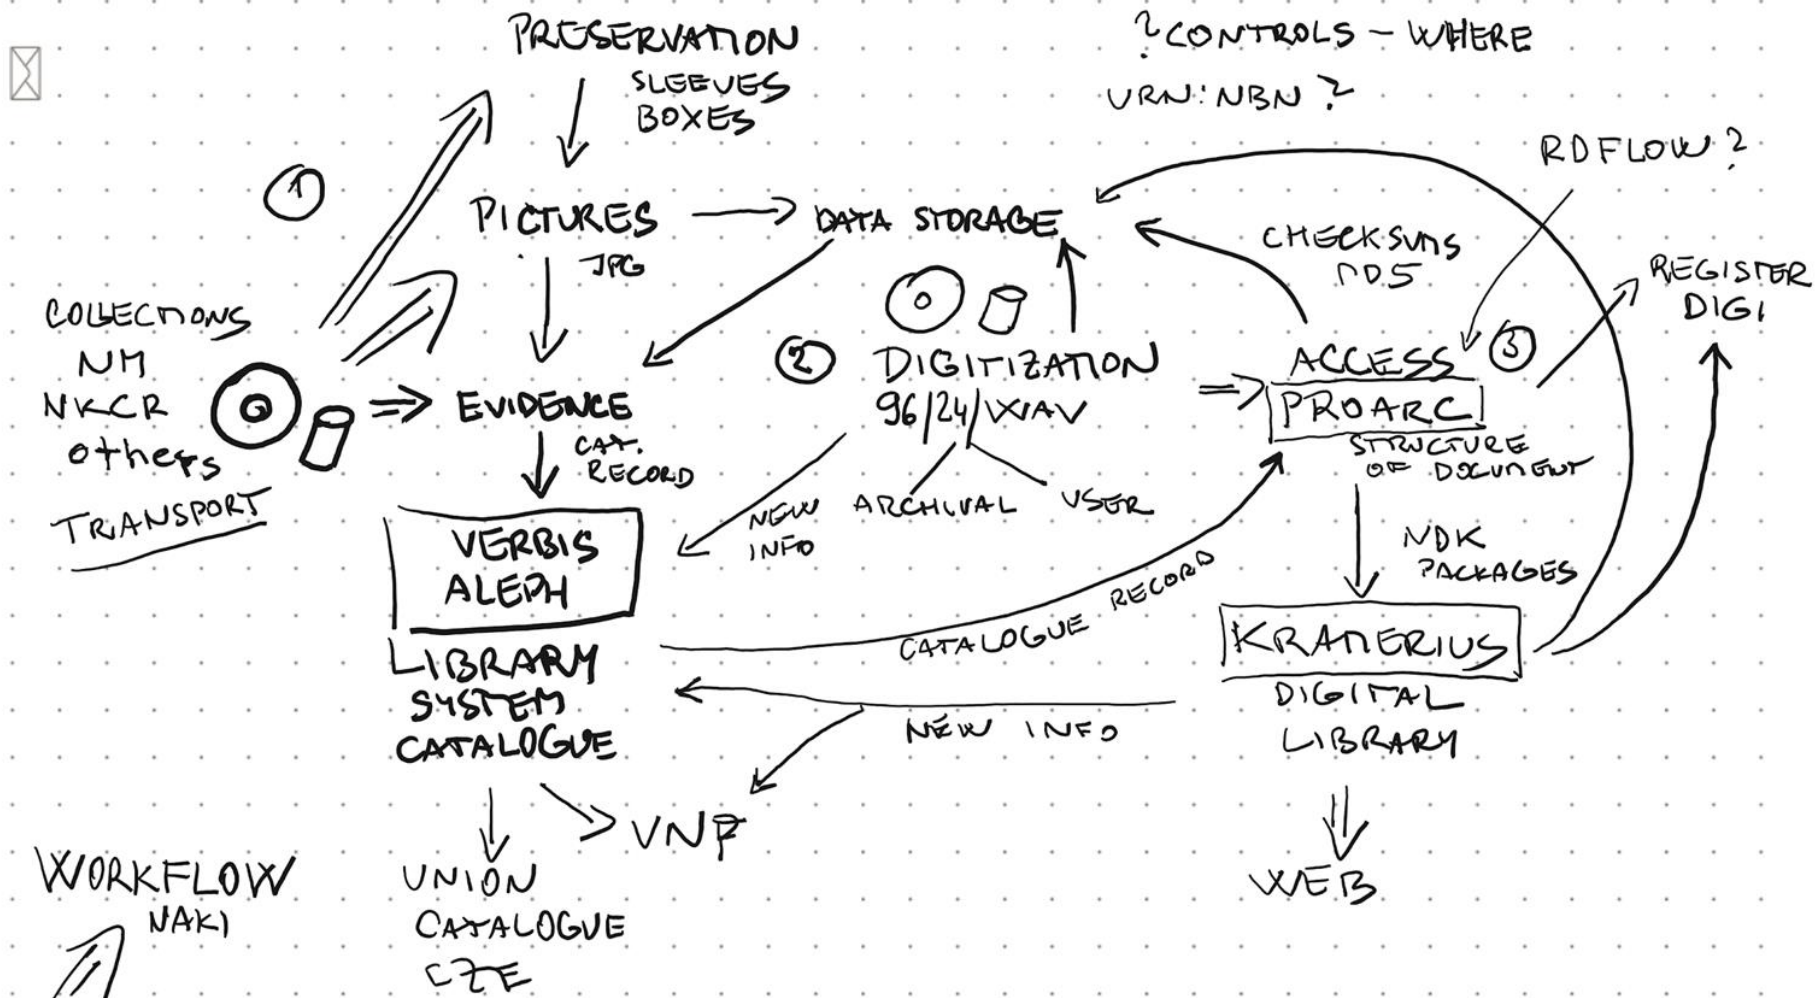 PRESERVATION
SLEEVES
BOXES
? CONTROLS - WHERE
URN:NBN ?
RDFLOW ?
1
PICTURES
JPG
DATA STORAGE
CHECKSUMS
MD5
REGISTER
DIGI
COLLECTIONS
NM
NKCR
others
TRANSPORT
EVIDENCE
CAT.
RECORD
2
DIGITIZATION
96/24/WAV
ARCHIVAL
USER
NEW
INFO
3
ACCESS
PROARC
STRUCTURE
OF DOCUMENT
NDK
PACKAGES
VERBIS
ALEPH
LIBRARY
SYSTEM
CATALOGUE
CATALOGUE RECORD
KRAMERIUS
DIGITAL
LIBRARY
NEW INFO
VNF
UNION
CATALOGUE
CZE
WEB
WORKFLOW
NAKI